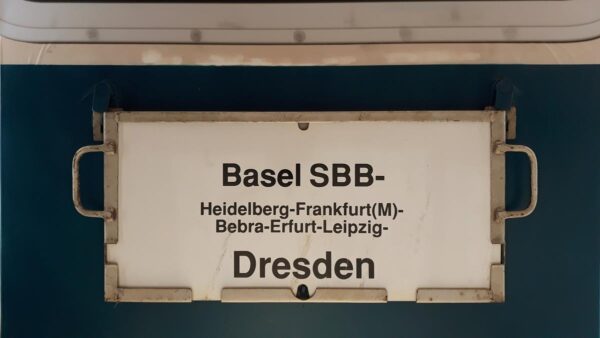 Basel SBB-
Heidelberg-Frankfurt(M)-
Bebra-Erfurt-Leipzig-
Dresden